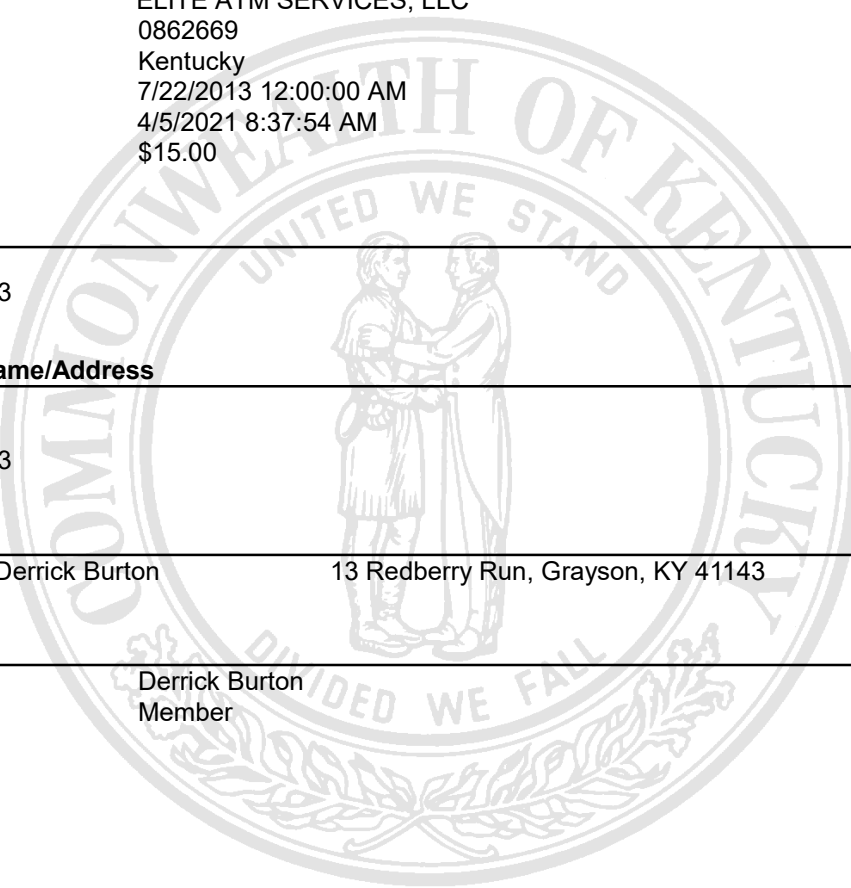 ELITE ATM SERVICES, LLC
0862669
Kentucky
7/22/2013 12:00:00 AM
4/5/2021 8:37:54 AM
$15.00
3
ame/Address
3
Derrick Burton 13 Redberry Run, Grayson, KY 41143
Derrick Burton
Member
COMMONWEALTH OF KENTUCKY
UNITED WE STAND
DIVIDED WE FALL